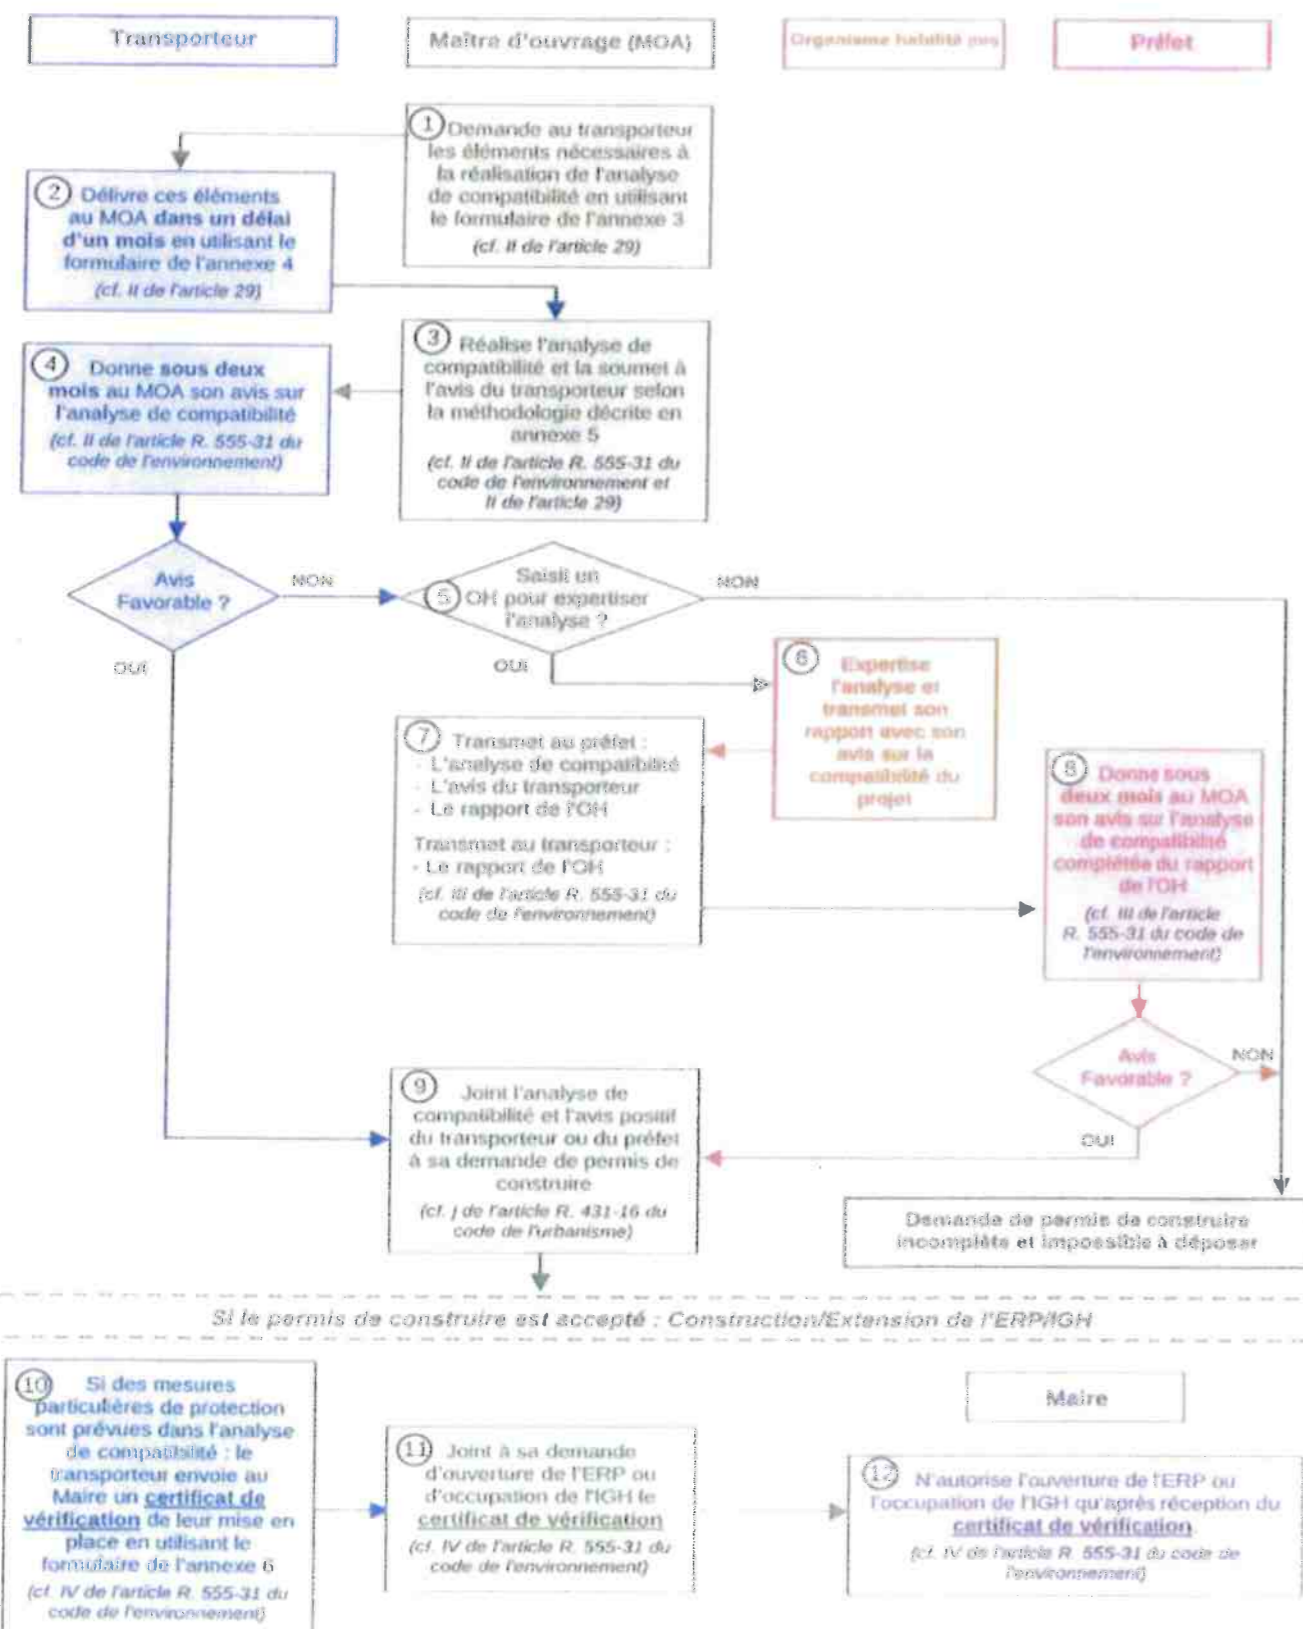 Transporteur
Maître d'ouvrage (MOA)
Organisme habilité
Préfet
1
Demande au transporteur
les éléments nécessaires à
la réalisation de l'analyse
de compatibilité en utilisant
le formulaire de l'annexe 3
(cf. II de l'article 29)
2
Délivre ces éléments
au MOA dans un délai
d'un mois en utilisant le
formulaire de l'annexe 4
(cf. II de l'article 29)
3
Réalise l'analyse de
compatibilité et la soumet à
l'avis du transporteur selon
la méthodologie décrite en
annexe 5
(cf. II de l'article R. 555-31 du
code de l'environnement et
II de l'article 29)
4
Donne sous deux
mois au MOA son avis sur
l'analyse de compatibilité
(cf. II de l'article R. 555-31 du
code de l'environnement)
Avis
Favorable ?
NON
OUI
5
Saisit un
OH pour expertiser
l'analyse ?
NON
OUI
6
Expertise
l'analyse et
transmet son
rapport avec son
avis sur la
compatibilité du
projet
7
Transmet au préfet :
- L'analyse de compatibilité
- L'avis du transporteur
- Le rapport de l'OH
Transmet au transporteur :
- Le rapport de l'OH
(cf. III de l'article R. 555-31 du
code de l'environnement)
8
Donne sous
deux mois au MOA
son avis sur l'analyse
de compatibilité
complétée du rapport
de l'OH
(cf. III de l'article
R. 555-31 du code de
l'environnement)
Avis
Favorable ?
NON
OUI
9
Joint l'analyse de
compatibilité et l'avis positif
du transporteur ou du préfet
à sa demande de permis de
construire
(cf. j de l'article R. 431-16 du
code de l'urbanisme)
Demande de permis de construire
incomplète et impossible à déposer
Si le permis de construire est accepté : Construction/Extension de l'ERP/IGH
10
Si des mesures
particulières de protection
sont prévues dans l'analyse
de compatibilité : le
transporteur envoie au
Maire un certificat de
vérification de leur mise en
place en utilisant le
formulaire de l'annexe 6
(cf. IV de l'article R. 555-31 du
code de l'environnement)
11
Joint à sa demande
d'ouverture de l'ERP ou
d'occupation de l'IGH le
certificat de vérification
(cf. IV de l'article R. 555-31 du
code de l'environnement)
Maire
12
N'autorise l'ouverture de l'ERP ou
l'occupation de l'IGH qu'après réception du
certificat de vérification
(cf. IV de l'article R. 555-31 du code de
l'environnement)